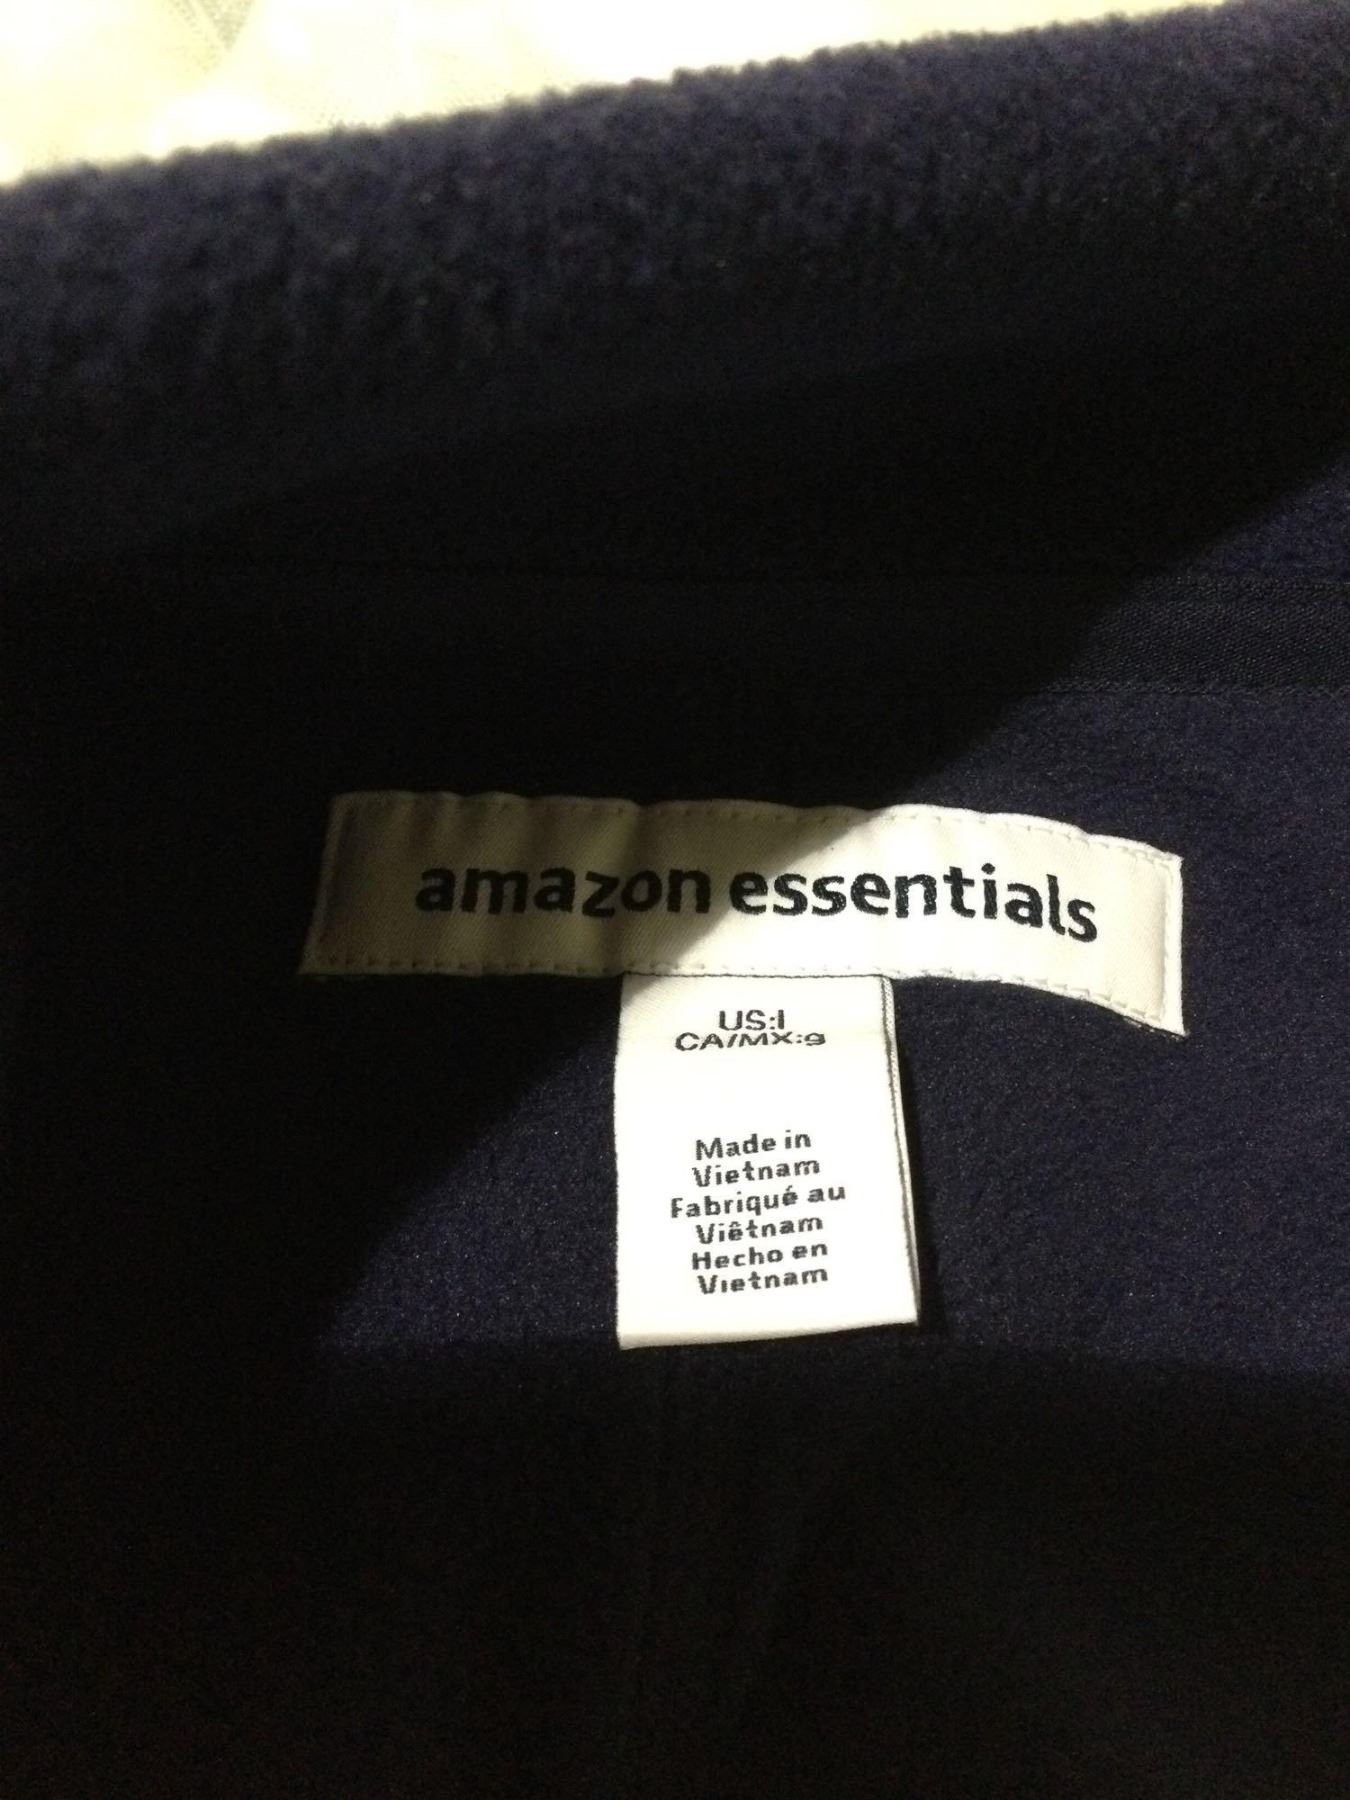 amazon essentials
US:l
CA/MX:g
Made in
Vietnam
Fabriqué au
Viêtnam
Hecho en
Vietnam